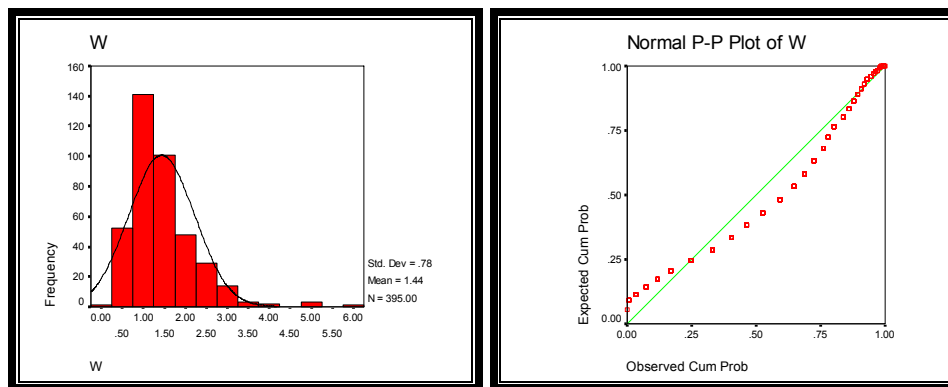 W
160
140
120
100
80
60
40
20
0
Frequency
0.00 1.00 2.00 3.00 4.00 5.00 6.00
.50 1.50 2.50 3.50 4.50 5.50
W
Std. Dev = .78
Mean = 1.44
N = 395.00
Normal P-P Plot of W
1.00
.75
.50
.25
0.00
Expected Cum Prob
0.00 .25 .50 .75 1.00
Observed Cum Prob